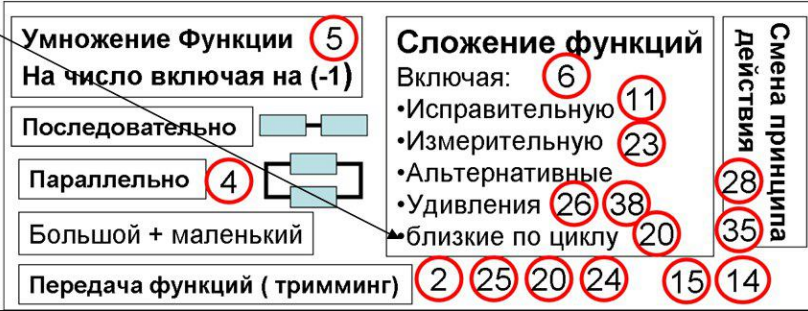 Умножение Функции 5
На число включая на (-1)
Последовательно
Параллельно 4
Большой + маленький
Передача функций ( тримминг) 2 25 20 24 15 14
Сложение функций
Включая: 6
•Исправительную 11
•Измерительную 23
•Альтернативные
•Удивления 26 38
•близкие по циклу 20
Смена принципа
действия
28
35